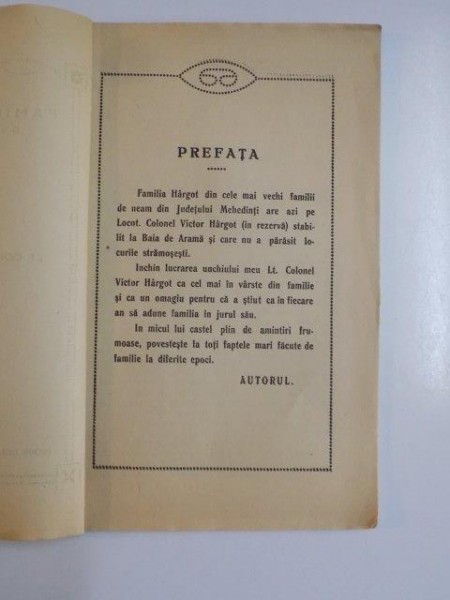 PREFAȚA
Familia Hârgot din cele mai vechi familii
de neam din Județului Mehedinți are azi pe
Locot. Colonel Victor Hârgot (în rezervă) stabi-
lit la Baia de Aramă și care nu a părăsit lo-
curile strămoșești.
Inchin lucrarea unchiului meu Lt. Colonel
Victor Hârgot ca cel mai în vârste din familie
și ca un omagiu pentru că a știut ca în fiecare
an să adune familia în jurul său.
In micul lui castel plin de amintiri fru-
moase, povestește la toți faptele mari făcute de
familie la diferite epoci.
AUTORUL.